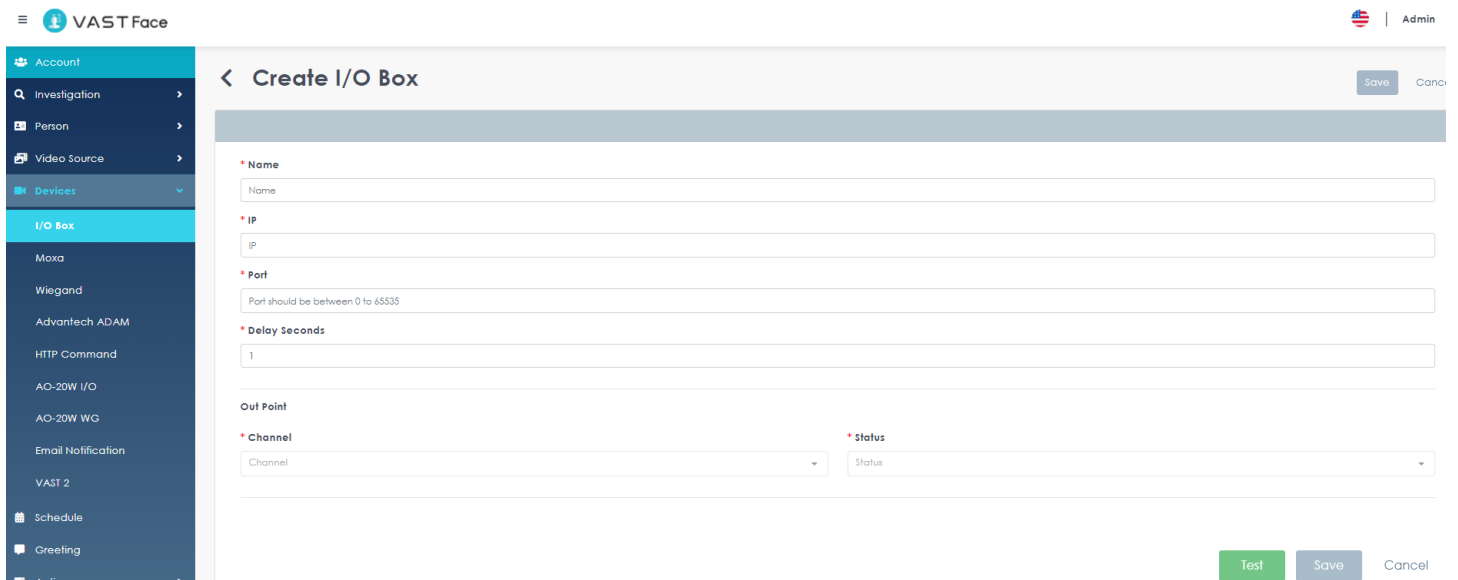 VAST Face
Admin
Account
Investigation
Person
Video Source
Devices
I/O Box
Moxa
Wiegand
Advantech ADAM
HTTP Command
AO-20W I/O
AO-20W WG
Email Notification
VAST 2
Schedule
Greeting
Create I/O Box
Save
* Name
Name
* IP
IP
* Port
Port should be between 0 to 65535
* Delay Seconds
1
Out Point
* Channel
* Status
Channel
Status
Test
Save
Cancel